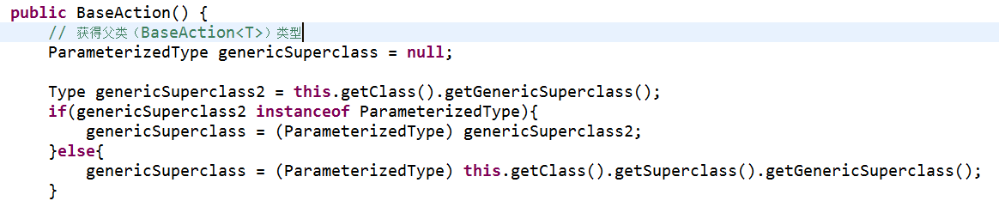 public BaseAction() {
// 获得父类（BaseAction<T>）类型
ParameterizedType genericSuperclass = null;
Type genericSuperclass2 = this.getClass().getGenericSuperclass();
if(genericSuperclass2 instanceof ParameterizedType){
genericSuperclass = (ParameterizedType) genericSuperclass2;
}else{
genericSuperclass = (ParameterizedType) this.getClass().getSuperclass().getGenericSuperclass();
}